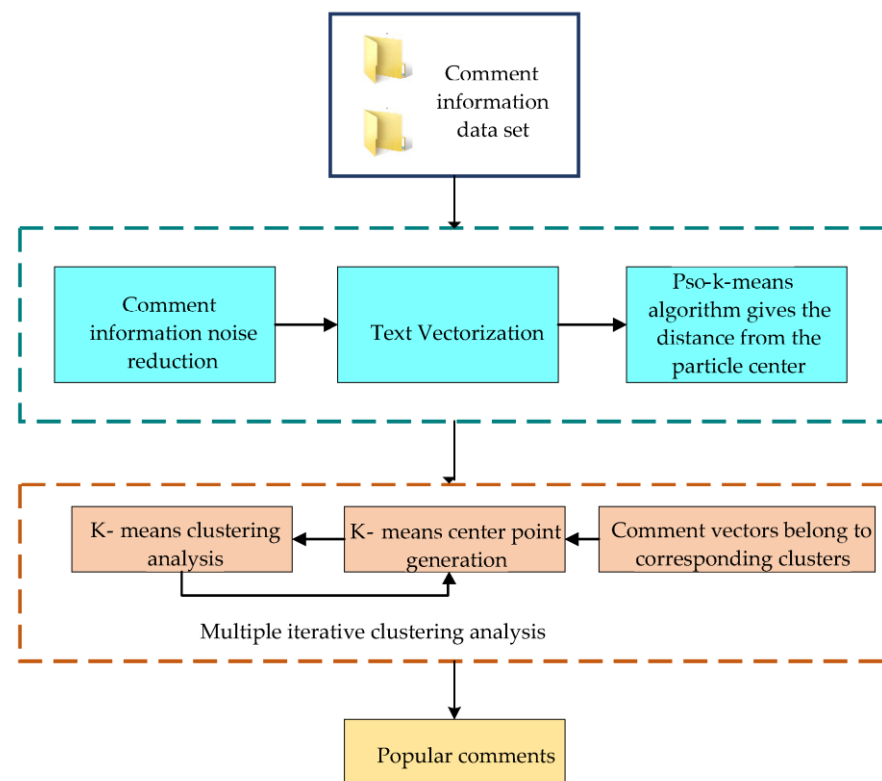 Comment
information
data set
Comment
information noise
reduction
Text Vectorization
Pso-k-means
algorithm gives the
distance from the
particle center
K- means clustering
analysis
K- means center point
generation
Comment vectors belong to
corresponding clusters
Multiple iterative clustering analysis
Popular comments